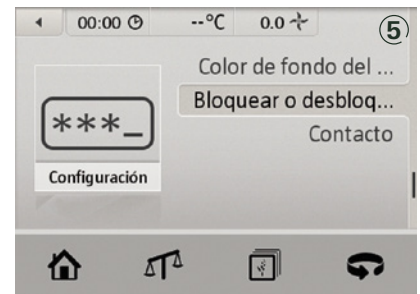 00:00 --°C 0.0 ⑤
Color de fondo del ...
Bloquear o desbloq...
Contacto
***_
Configuración